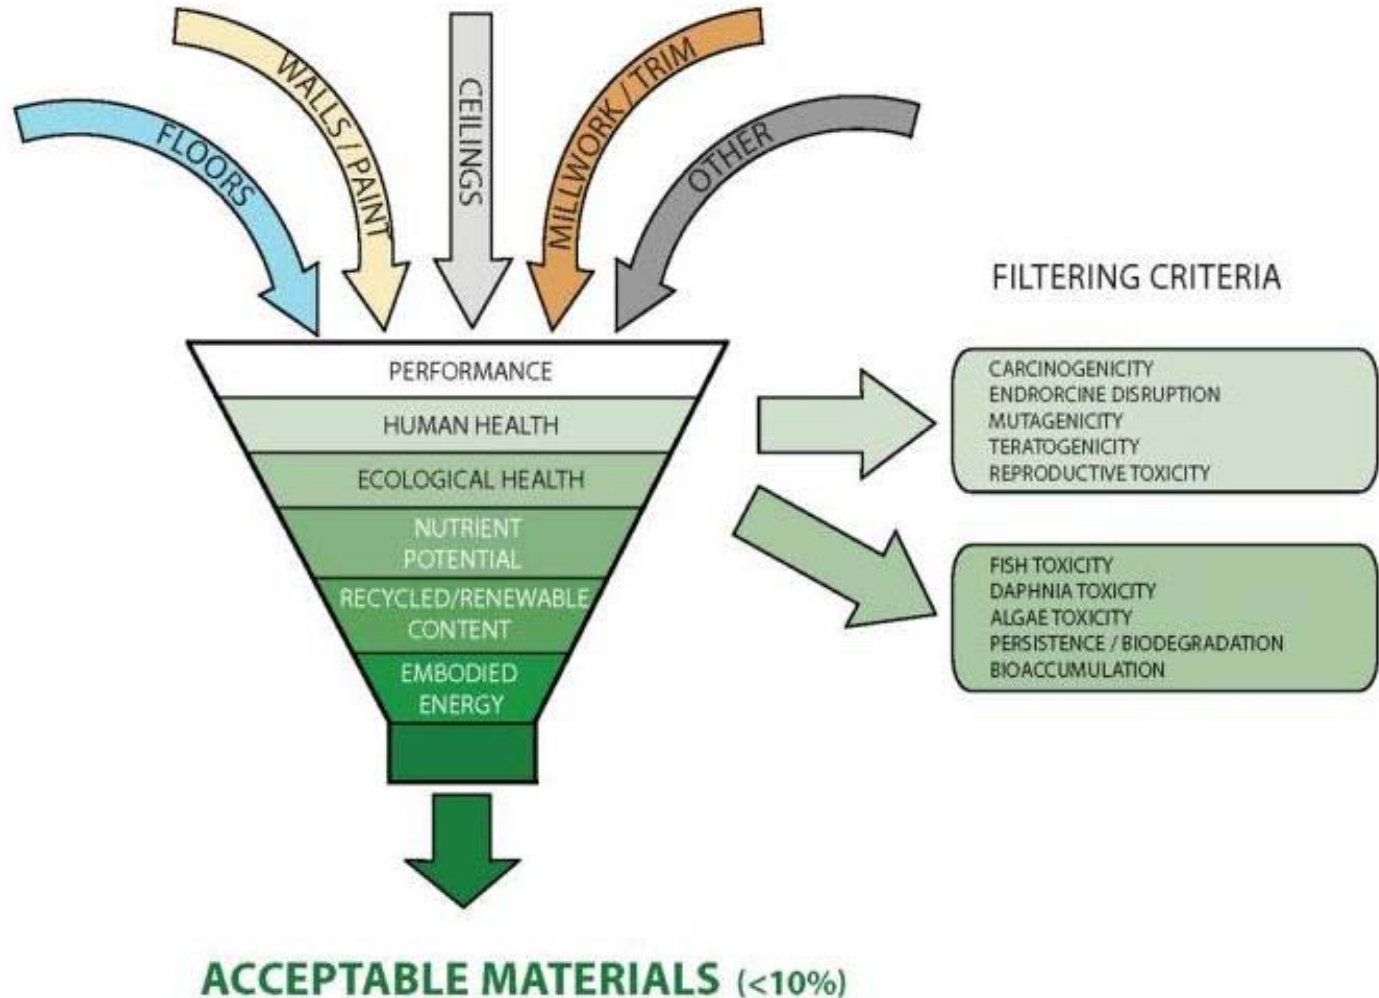 FLOORS
WALLS / PAINT
CEILINGS
MILLWORK / TRIM
OTHER
PERFORMANCE
HUMAN HEALTH
ECOLOGICAL HEALTH
NUTRIENT
POTENTIAL
RECYCLED/RENEWABLE
CONTENT
EMBODIED
ENERGY
FILTERING CRITERIA
CARCINOGENICITY
ENDRORCINE DISRUPTION
MUTAGENICITY
TERATOGENICITY
REPRODUCTIVE TOXICITY
FISH TOXICITY
DAPHNIA TOXICITY
ALGAE TOXICITY
PERSISTENCE / BIODEGRADATION
BIOACCUMULATION
ACCEPTABLE MATERIALS (<10%)